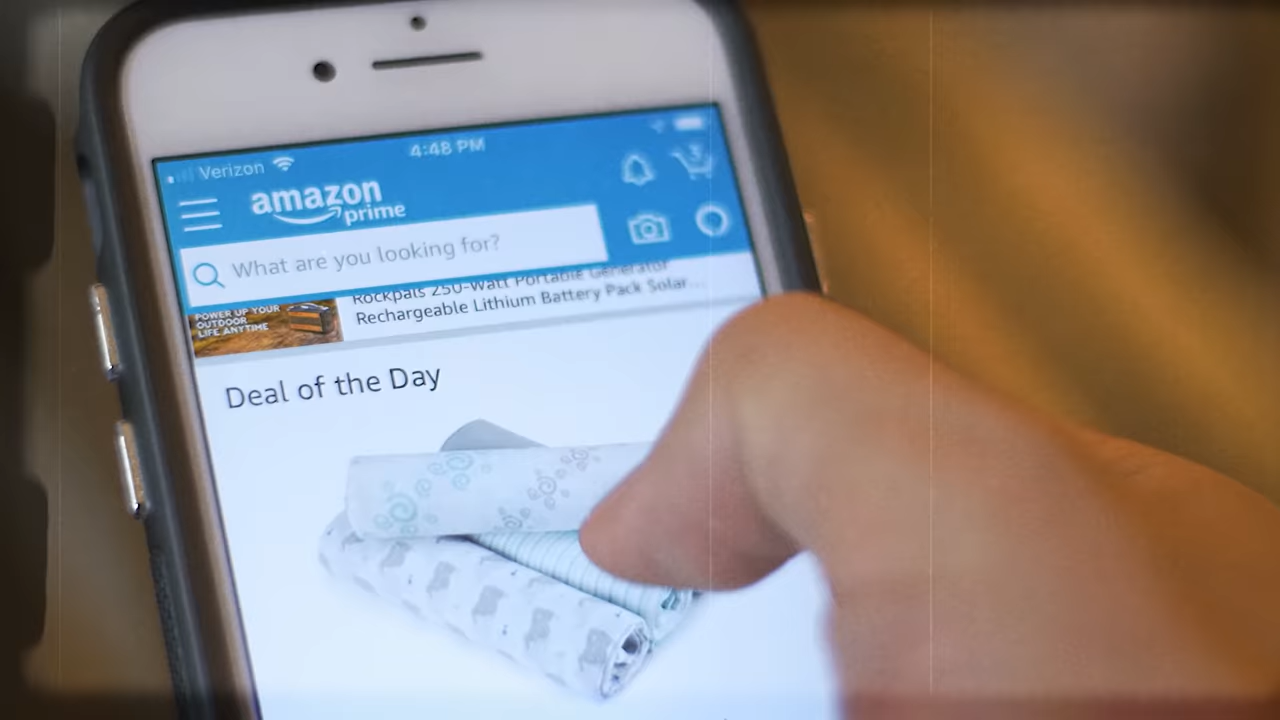 Verizon
4:48 PM
amazon
prime
3
What are you looking for?
Rockpals 250-Watt Portable Generator
Rechargeable Lithium Battery Pack Solar...
POWER UP YOUR
OUTDOOR
LIFE ANYTIME
Deal of the Day